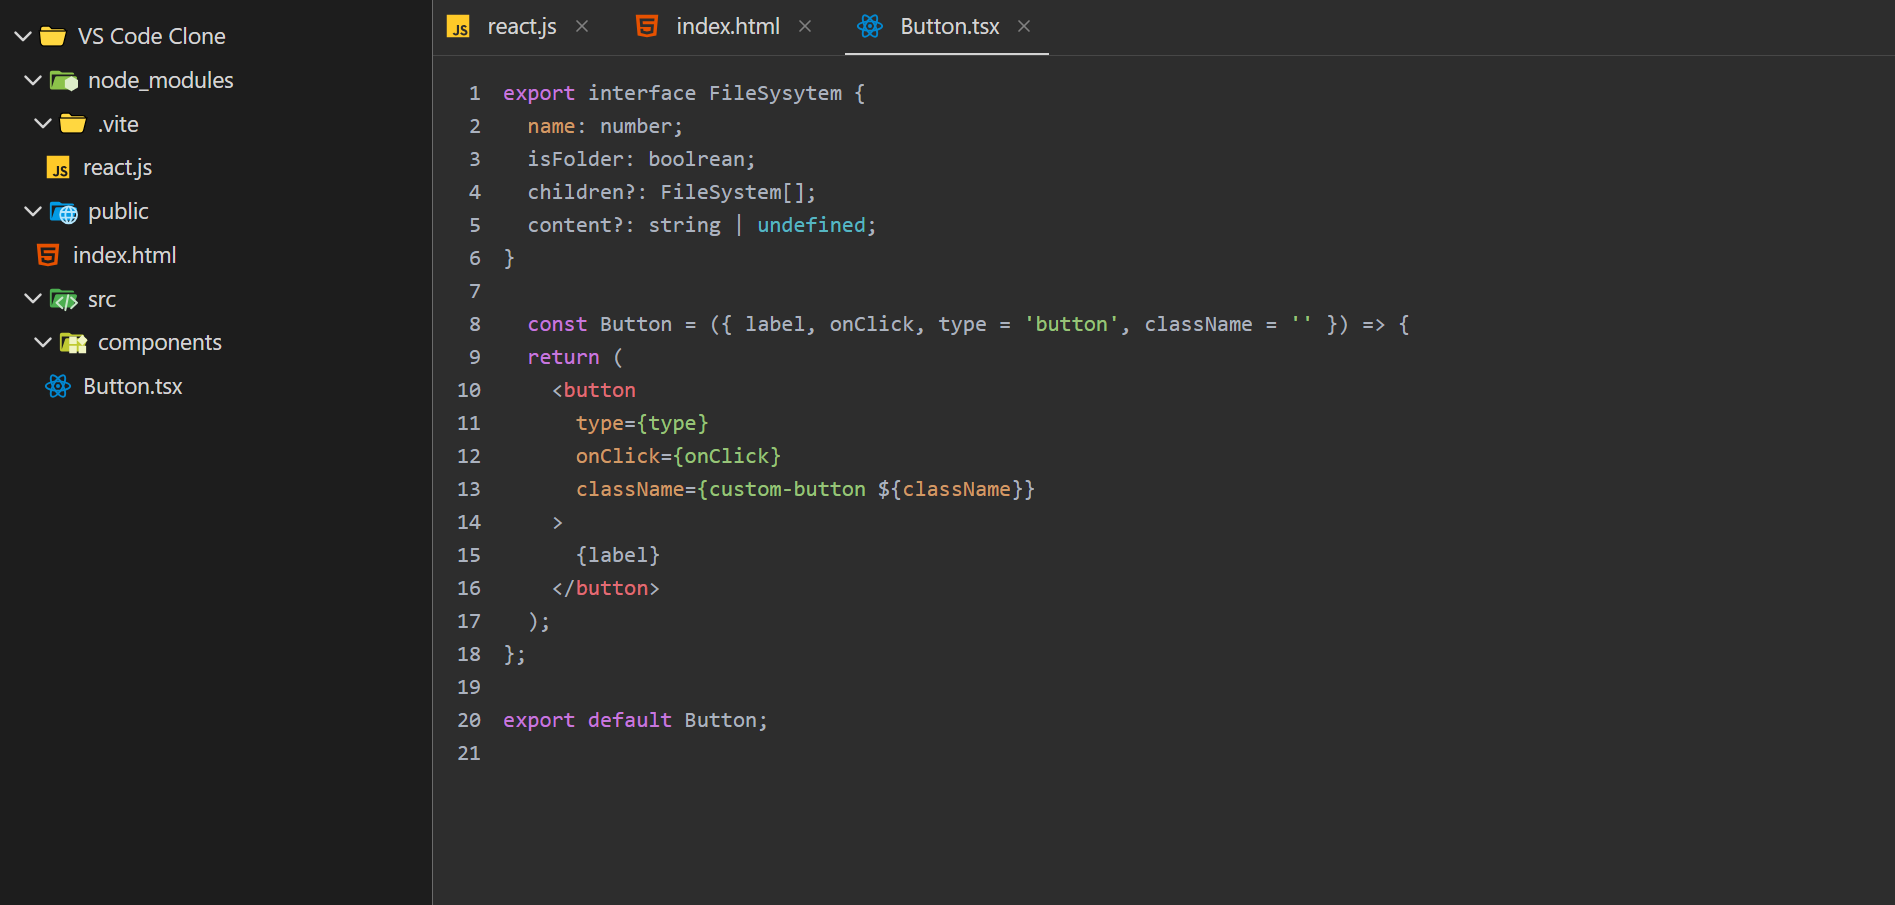 VS Code Clone
node_modules
.vite
JS react.js
public
index.html
src
components
Button.tsx
JS react.js × index.html × Button.tsx ×
1 export interface FileSysytem {
2   name: number;
3   isFolder: boolrean;
4   children?: FileSystem[];
5   content?: string | undefined;
6 }
7
8   const Button = ({ label, onClick, type = 'button', className = '' }) => {
9   return (
10     <button
11       type={type}
12       onClick={onClick}
13       className={custom-button ${className}}
14     >
15       {label}
16     </button>
17   );
18 };
19
20 export default Button;
21